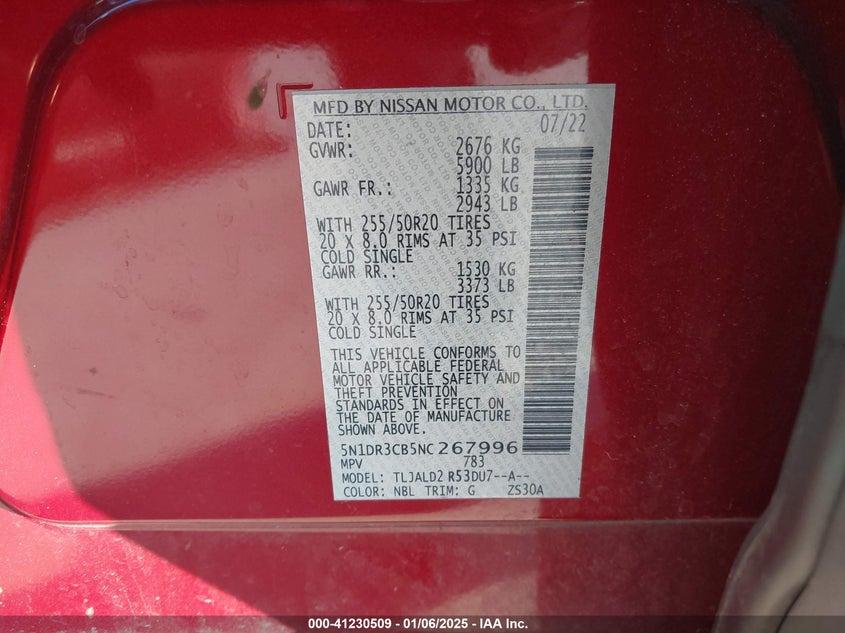 MFD BY NISSAN MOTOR CO., LTD.
DATE: 07/22
GVWR: 2676 KG
5900 LB
GAWR FR.: 1335 KG
2943 LB
WITH 255/50R20 TIRES
20 X 8.0 RIMS AT 35 PSI
COLD SINGLE
GAWR RR.: 1530 KG
3373 LB
WITH 255/50R20 TIRES
20 X 8.0 RIMS AT 35 PSI
COLD SINGLE
THIS VEHICLE CONFORMS TO
ALL APPLICABLE FEDERAL
MOTOR VEHICLE SAFETY AND
THEFT PREVENTION
STANDARDS IN EFFECT ON
THE DATE OF MANUFACTURE
SHOWN ABOVE.
5N1DR3CB5NC267996
MPV 783
MODEL: TLJALD2 R53DU7--A--
COLOR: NBL TRIM: G ZS30A
000-41230509 - 01/06/2025 - IAA Inc.